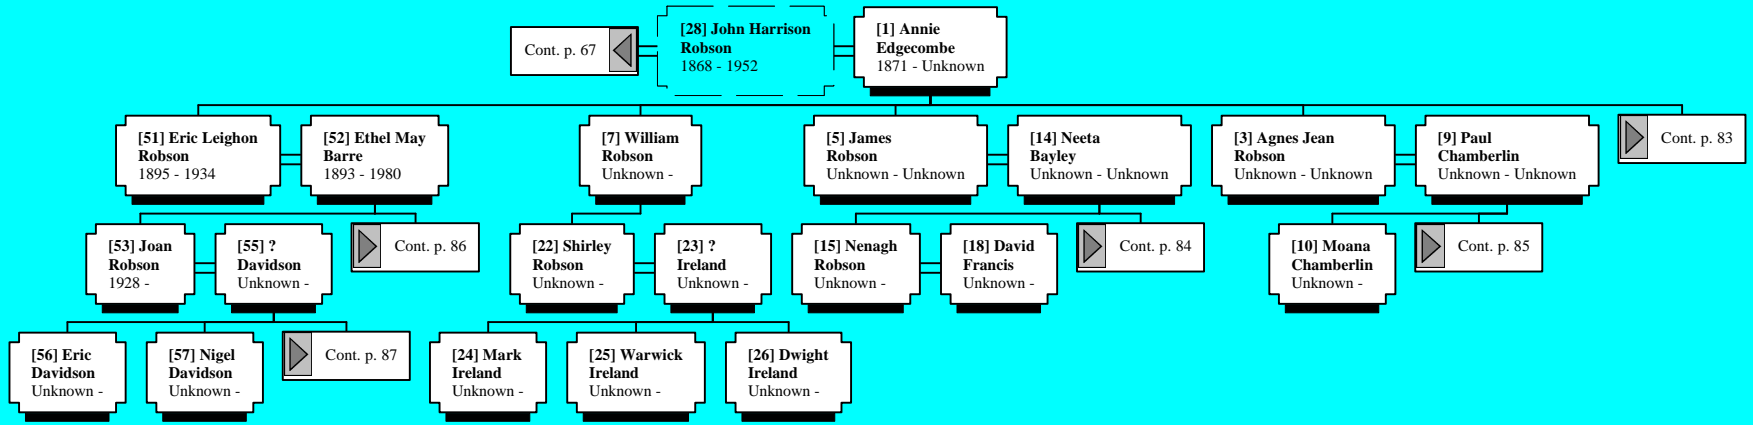 Cont. p. 67
[28] John Harrison
Robson
1868 - 1952
[1] Annie
Edgecombe
1871 - Unknown
[51] Eric Leighon
Robson
1895 - 1934
[52] Ethel May
Barre
1893 - 1980
[7] William
Robson
Unknown -
[5] James
Robson
Unknown - Unknown
[14] Neeta
Bayley
Unknown - Unknown
[3] Agnes Jean
Robson
Unknown - Unknown
[9] Paul
Chamberlin
Unknown - Unknown
Cont. p. 83
[53] Joan
Robson
1928 -
[55] ?
Davidson
Unknown -
Cont. p. 86
[22] Shirley
Robson
Unknown -
[23] ?
Ireland
Unknown -
[15] Nenagh
Robson
Unknown -
[18] David
Francis
Unknown -
Cont. p. 84
[10] Moana
Chamberlin
Unknown -
Cont. p. 85
[56] Eric
Davidson
Unknown -
[57] Nigel
Davidson
Unknown -
Cont. p. 87
[24] Mark
Ireland
Unknown -
[25] Warwick
Ireland
Unknown -
[26] Dwight
Ireland
Unknown -